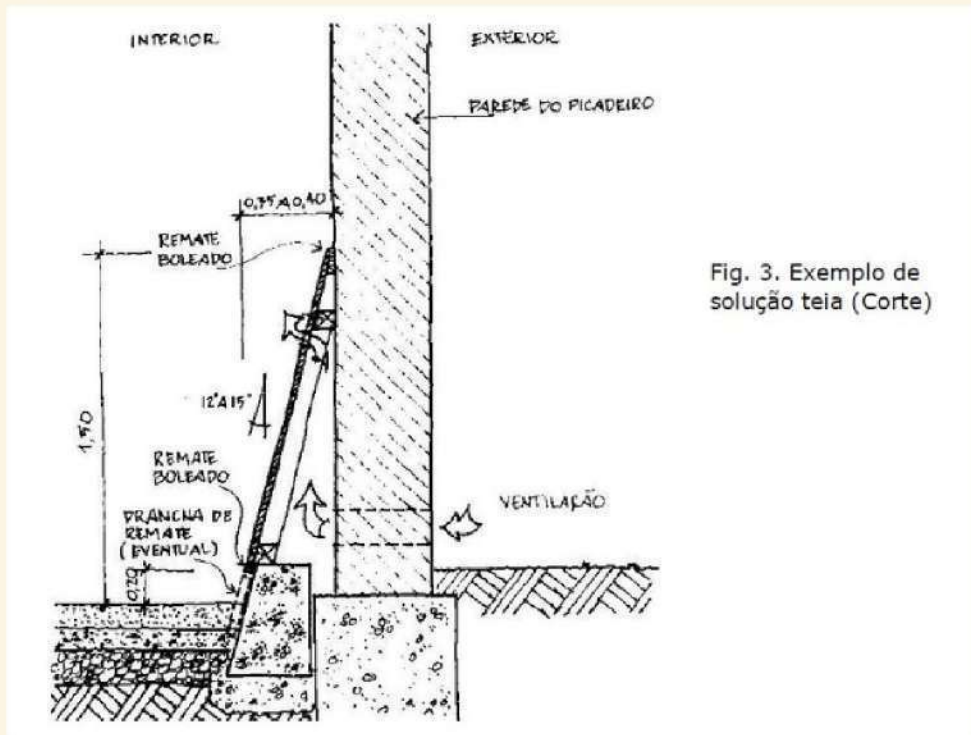 INTERIOR
EXTERIOR
PAREDE DO PICADEIRO
0,35 A 0,40
REMATE
BOLEADO
Fig. 3. Exemplo de
solução teia (Corte)
12° A 15°
1,50
REMATE
BOLEADO
VENTILAÇÃO
PRANCHA DE
REMATE
(EVENTUAL)
0,20